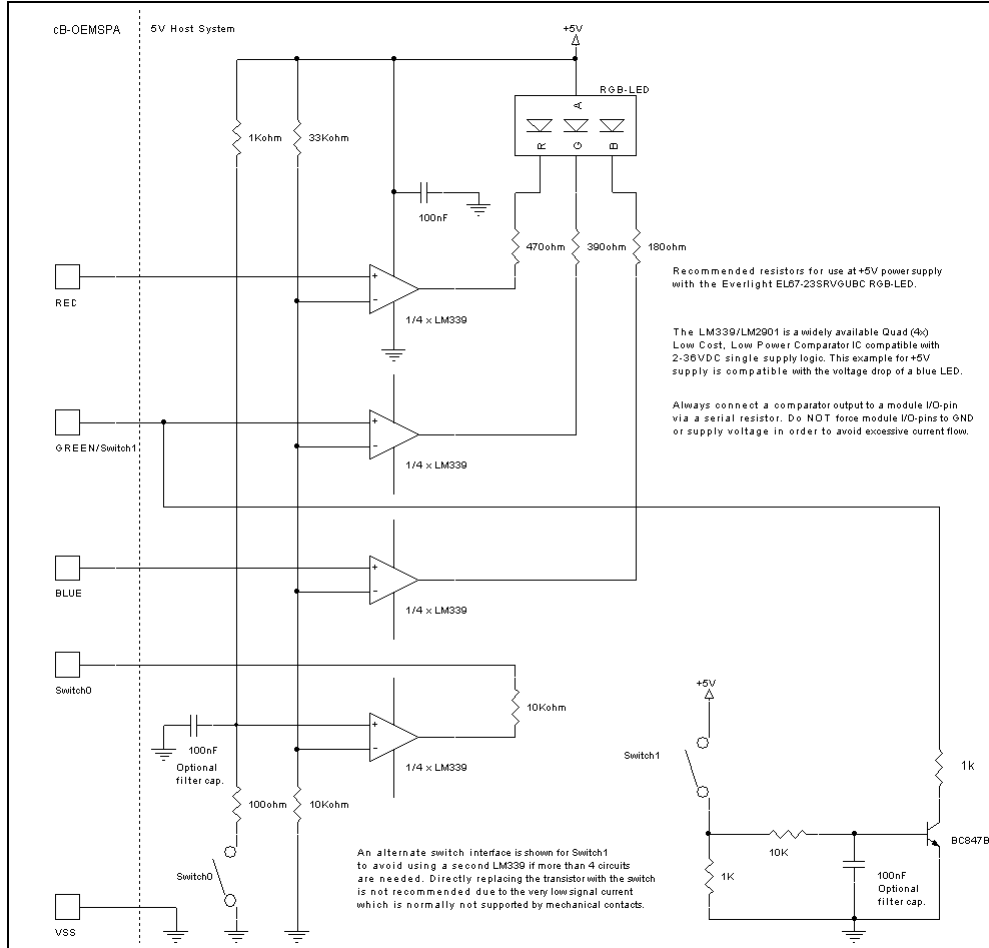 cB-OEMSPA
5V Host System
+5V
RGB-LED
A
R
G
B
1Kohm
33Kohm
100nF
470ohm
390ohm
180ohm
RED
+
-
1/4 x LM339
Recommended resistors for use at +5V power supply
with the Everlight EL67-23SRVGUBC RGB-LED.
The LM339/LM2901 is a widely available Quad (4x)
Low Cost, Low Power Comparator IC compatible with
2-36VDC single supply logic. This example for +5V
supply is compatible with the voltage drop of a blue LED.
Always connect a comparator output to a module I/O-pin
via a serial resistor. Do NOT force module I/O-pins to GND
or supply voltage in order to avoid excessive current flow.
GREEN/Switch1
+
-
1/4 x LM339
BLUE
+
-
1/4 x LM339
Switch0
10Kohm
100nF
Optional
filter cap.
+
-
1/4 x LM339
100ohm
10Kohm
Switch0
VSS
An alternate switch interface is shown for Switch1
to avoid using a second LM339 if more than 4 circuits
are needed. Directly replacing the transistor with the switch
is not recommended due to the very low signal current
which is normally not supported by mechanical contacts.
+5V
Switch1
1k
10K
BC847B
1K
100nF
Optional
filter cap.